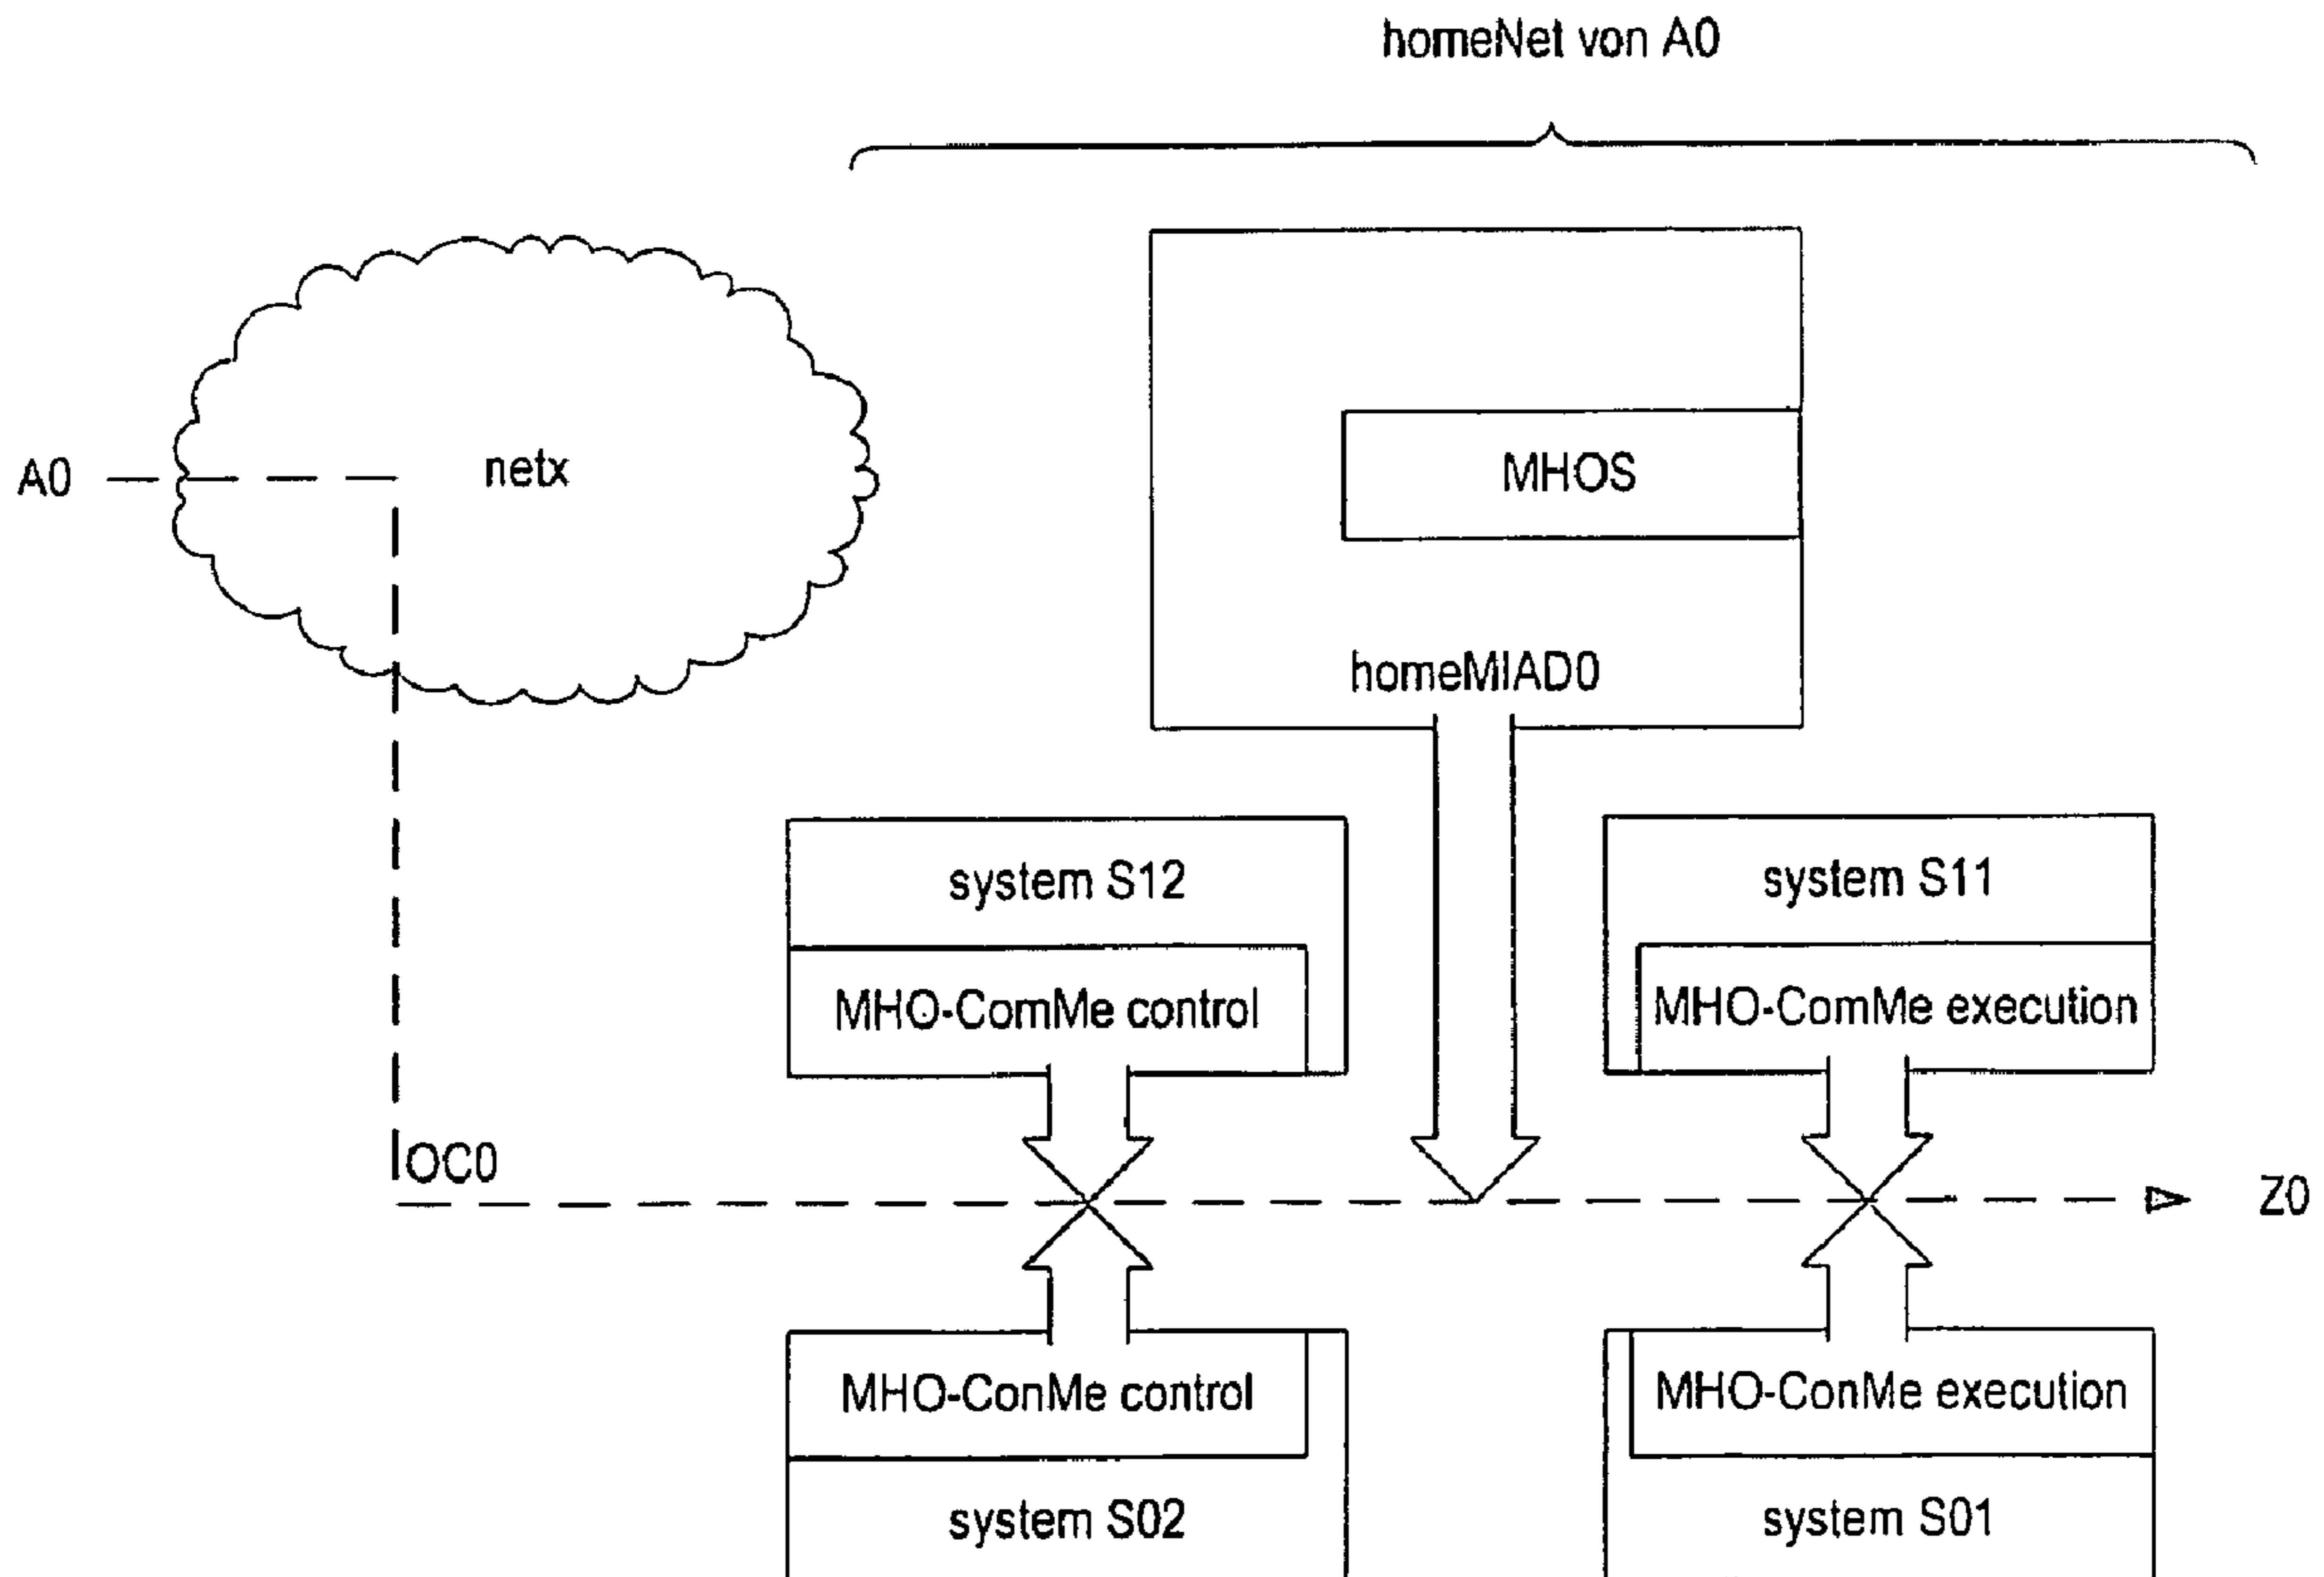 homeNet von A0
MHOS
A0
netx
homeMIAD0
system S12
system S11
MHO-ComMe control
MHO-ComMe execution
OC0
Z0
MHO-ConMe control
MHO-ConMe execution
system S02
system S01